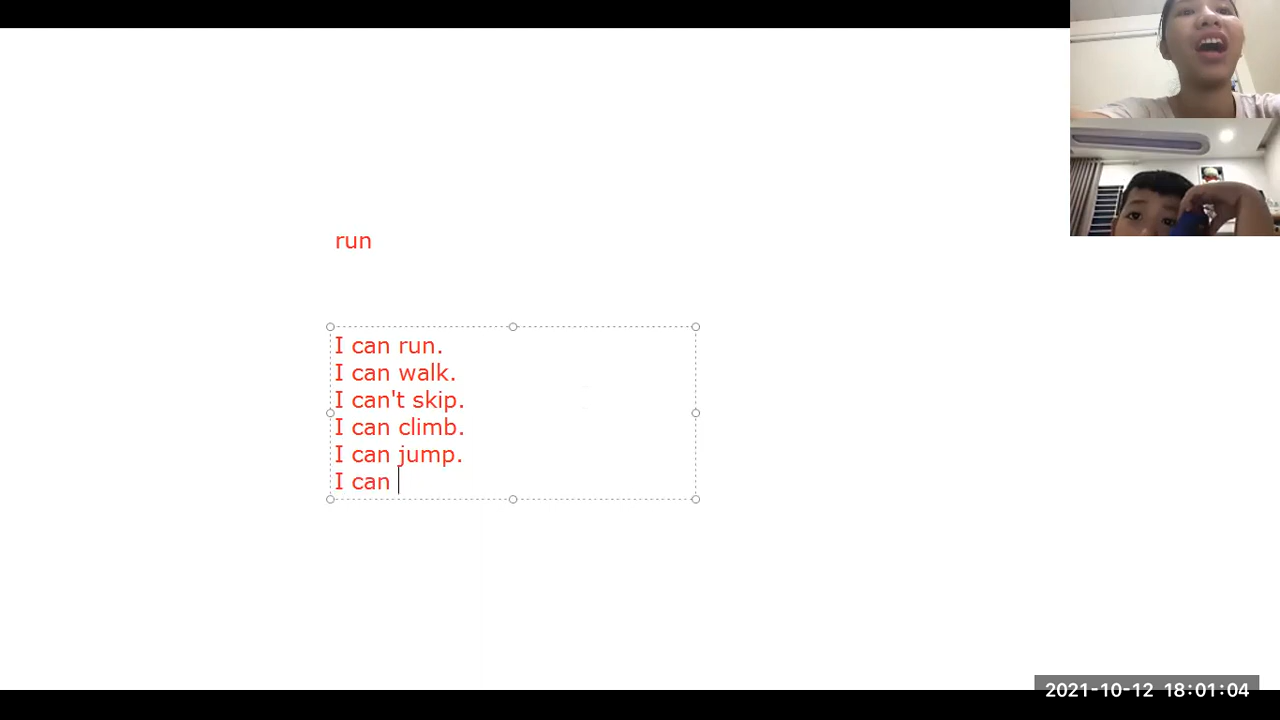 run
I can run.
I can walk.
I can't skip.
I can climb.
I can jump.
I can
2021-10-12 18:01:04